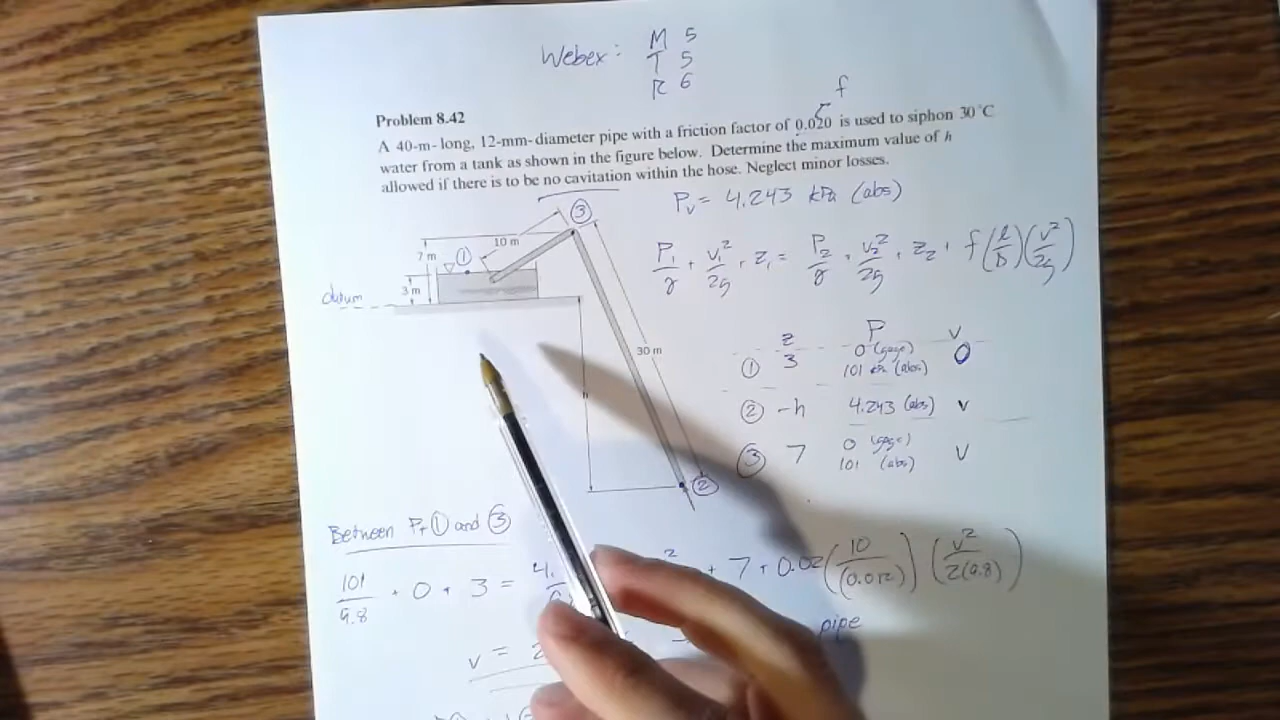 Webex: M 5
T 5
R 6
f
Problem 8.42
A 40-m- long, 12-mm-diameter pipe with a friction factor of 0.020 is used to siphon 30˚C
water from a tank as shown in the figure below. Determine the maximum value of h
allowed if there is to be no cavitation within the hose. Neglect minor losses.
Pv = 4.243 kPa (abs)
P1/γ + v1²/2g + z1 = P2/γ + v2²/2g + z2 + f(ℓ/D)(v²/2g)
③
10 m
7 m
①
3 m
datum
30 m
②
z P v
① 3 0 (gage) 0
101 kPa (abs)
② -h 4.243 (abs) v
③ 7 0 (gage) v
101 (abs)
Between Pt ① and ③
101/9.8 + 0 + 3 = 4. 2 + 7 + 0.02(10/(0.012))(v²/2(9.8))
v = 2 pipe